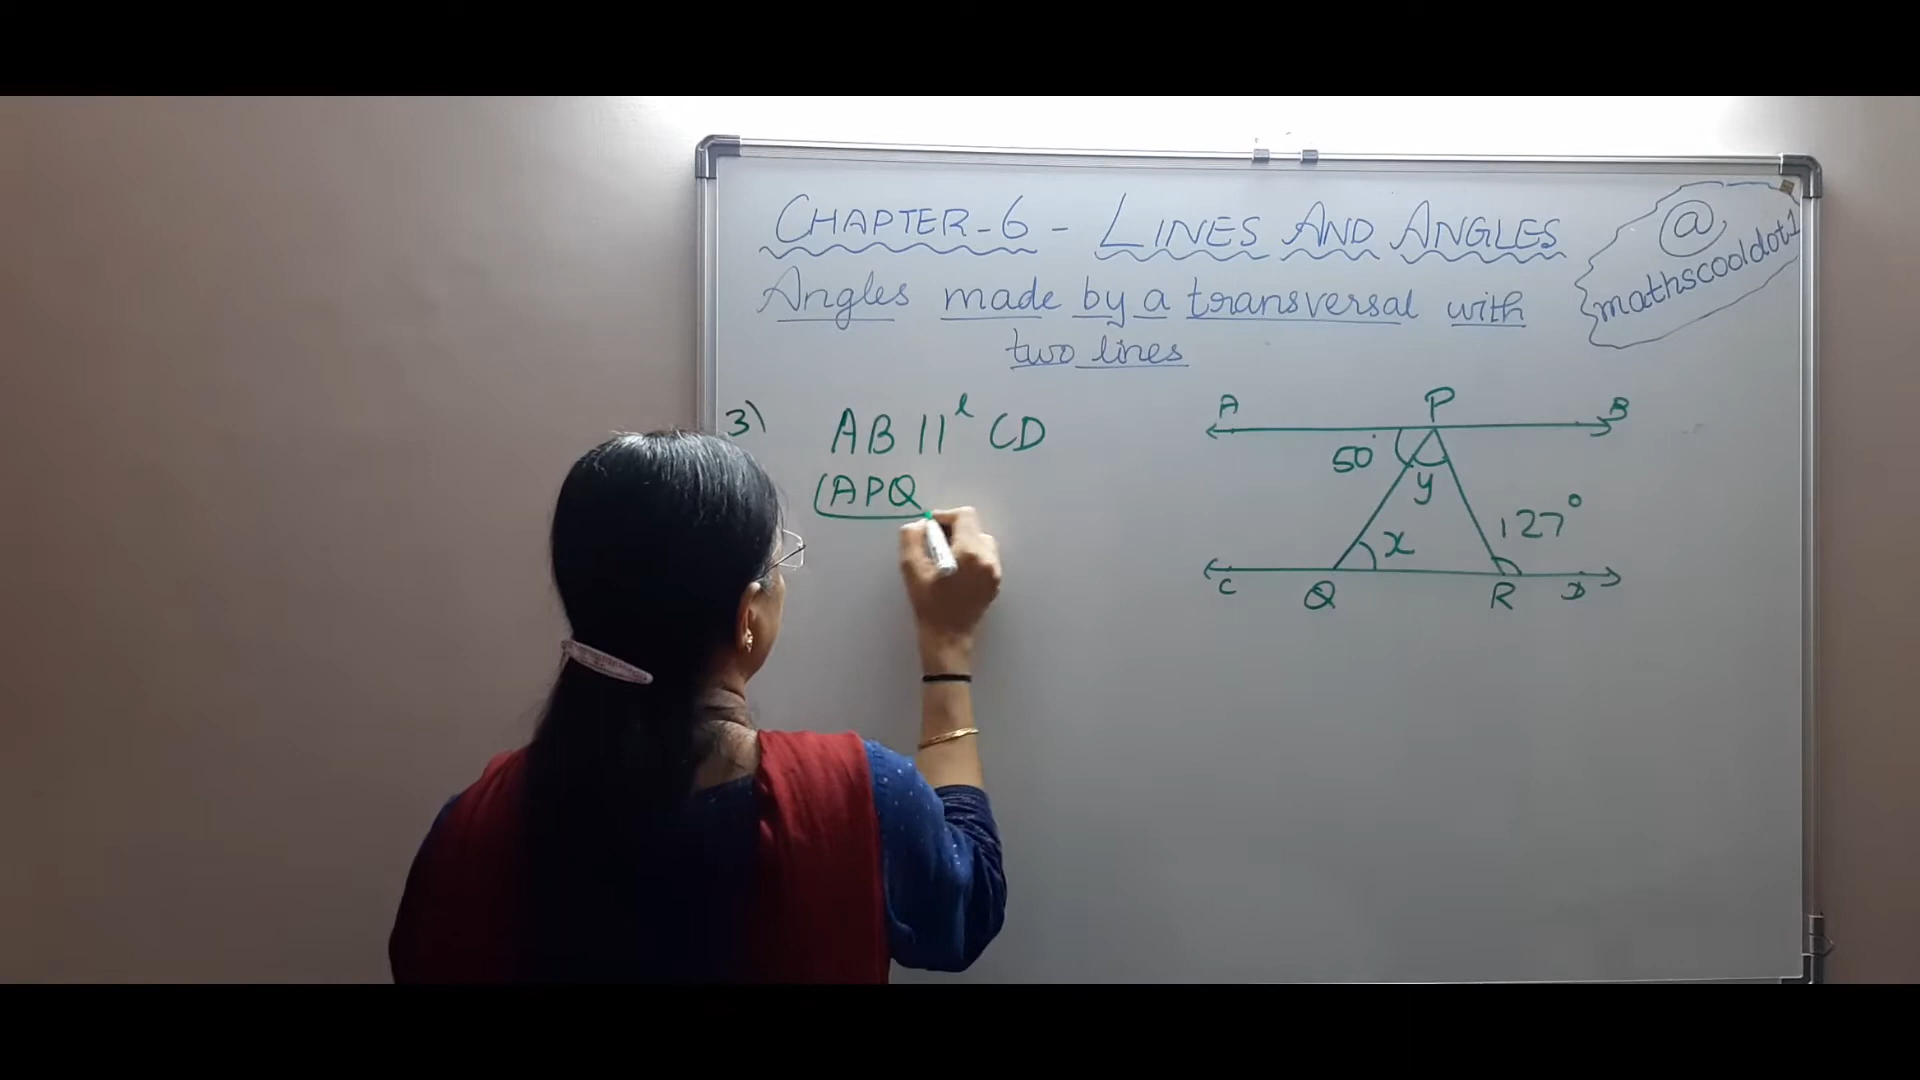 CHAPTER-6 - LINES AND ANGLES
Angles made by a transversal with
two lines
@
mathscooldot1
3) AB ||ˡ CD
APQ
A P B
50°
y
x
127°
C Q R D